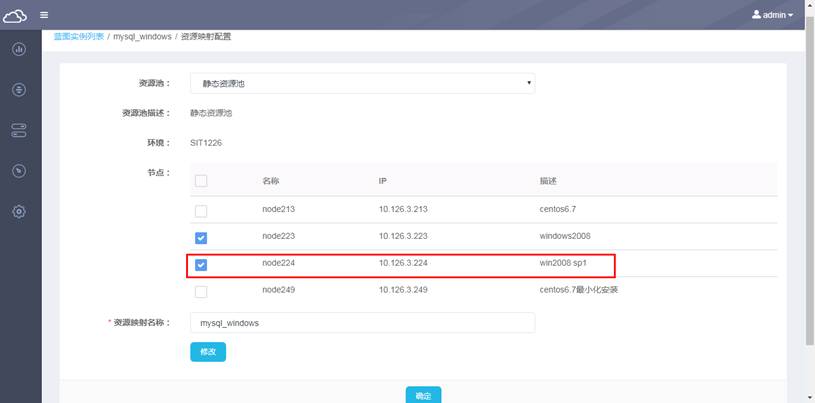 admin
蓝图实例列表 / mysql_windows / 资源映射配置
资源池： 静态资源池
资源池描述： 静态资源池
环境： SIT1226
节点： 名称 IP 描述
node213 10.126.3.213 centos6.7
node223 10.126.3.223 windows2008
node224 10.126.3.224 win2008 sp1
node249 10.126.3.249 centos6.7最小化安装
* 资源映射名称： mysql_windows
修改
确定